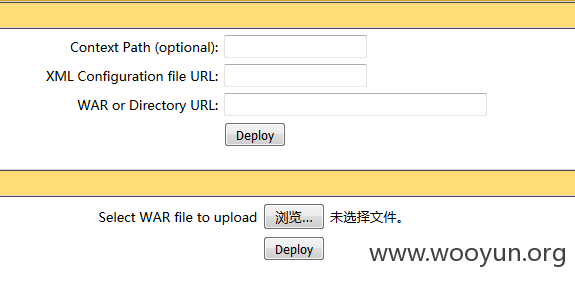 Context Path (optional):
XML Configuration file URL:
WAR or Directory URL:
Deploy
Select WAR file to upload 浏览... 未选择文件。
Deploy
www.wooyun.org